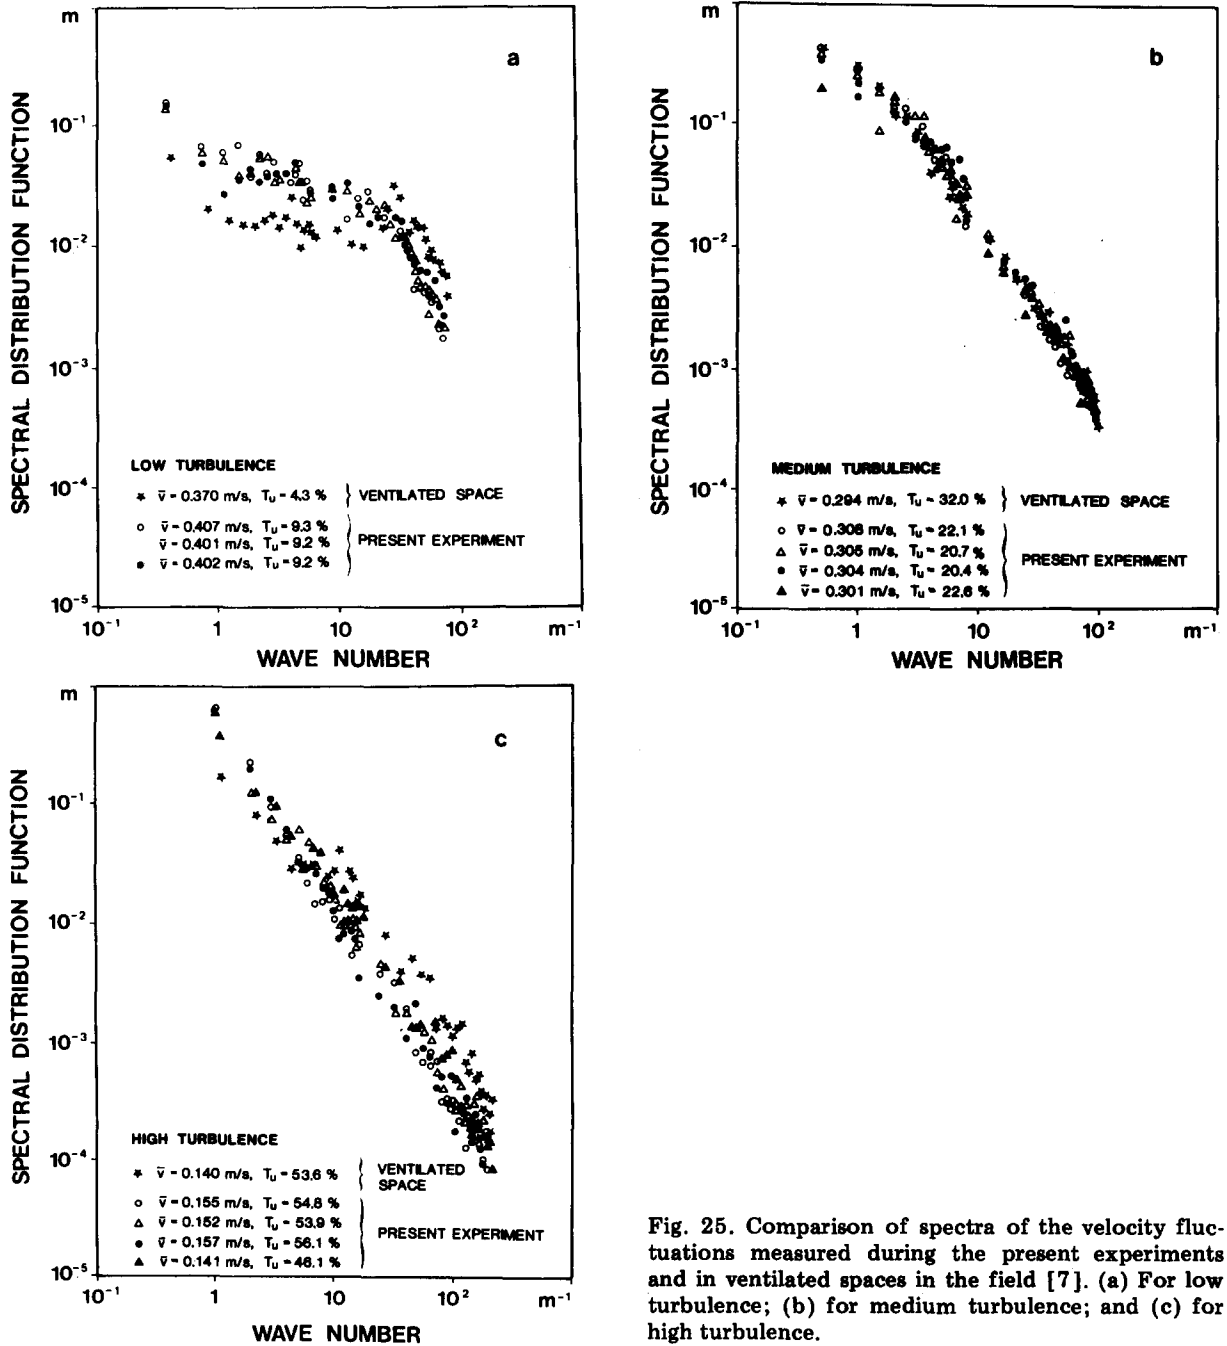 m
a
SPECTRAL DISTRIBUTION FUNCTION
10⁻¹
10⁻²
10⁻³
10⁻⁴
10⁻⁵
LOW TURBULENCE
v̄ = 0.370 m/s, Tu = 4.3 % } VENTILATED SPACE
v̄ = 0.407 m/s, Tu = 9.3 %
v̄ = 0.401 m/s, Tu = 9.2 % } PRESENT EXPERIMENT
v̄ = 0.402 m/s, Tu = 9.2 %
10⁻¹ 1 10 10² m⁻¹
WAVE NUMBER
m
b
SPECTRAL DISTRIBUTION FUNCTION
10⁻¹
10⁻²
10⁻³
10⁻⁴
10⁻⁵
MEDIUM TURBULENCE
v̄ = 0.294 m/s, Tu = 32.0 % } VENTILATED SPACE
v̄ = 0.308 m/s, Tu = 22.1 %
v̄ = 0.305 m/s, Tu = 20.7 %
v̄ = 0.304 m/s, Tu = 20.4 % } PRESENT EXPERIMENT
v̄ = 0.301 m/s, Tu = 22.6 %
10⁻¹ 1 10 10² m⁻¹
WAVE NUMBER
m
c
SPECTRAL DISTRIBUTION FUNCTION
10⁻¹
10⁻²
10⁻³
10⁻⁴
10⁻⁵
HIGH TURBULENCE
v̄ = 0.140 m/s, Tu = 53.6 % VENTILATED
SPACE
v̄ = 0.155 m/s, Tu = 54.8 %
v̄ = 0.152 m/s, Tu = 53.9 %
v̄ = 0.157 m/s, Tu = 56.1 % PRESENT EXPERIMENT
v̄ = 0.141 m/s, Tu = 46.1 %
10⁻¹ 1 10 10² m⁻¹
WAVE NUMBER
Fig. 25. Comparison of spectra of the velocity fluc-
tuations measured during the present experiments
and in ventilated spaces in the field [7]. (a) For low
turbulence; (b) for medium turbulence; and (c) for
high turbulence.